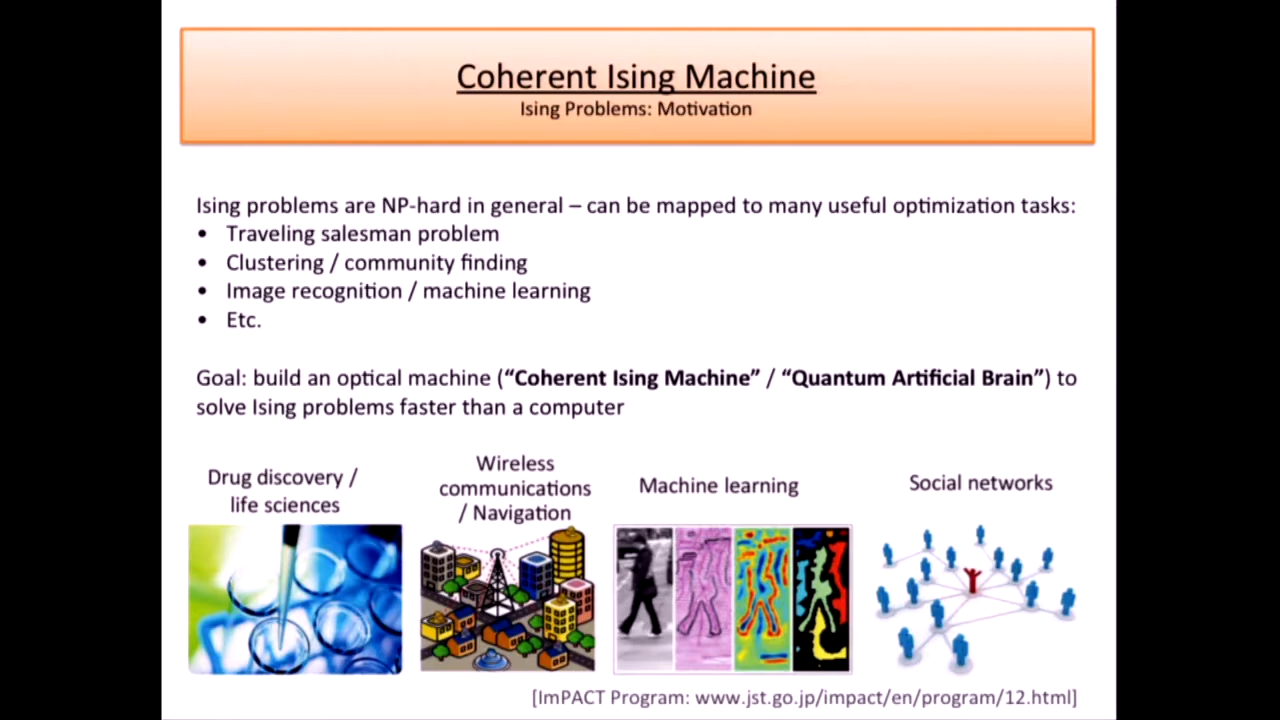 Coherent Ising Machine
Ising Problems: Motivation
Ising problems are NP-hard in general – can be mapped to many useful optimization tasks:
• Traveling salesman problem
• Clustering / community finding
• Image recognition / machine learning
• Etc.
Goal: build an optical machine (“Coherent Ising Machine” / “Quantum Artificial Brain”) to
solve Ising problems faster than a computer
Drug discovery /
life sciences
Wireless
communications
/ Navigation
Machine learning
Social networks
[ImPACT Program: www.jst.go.jp/impact/en/program/12.html]